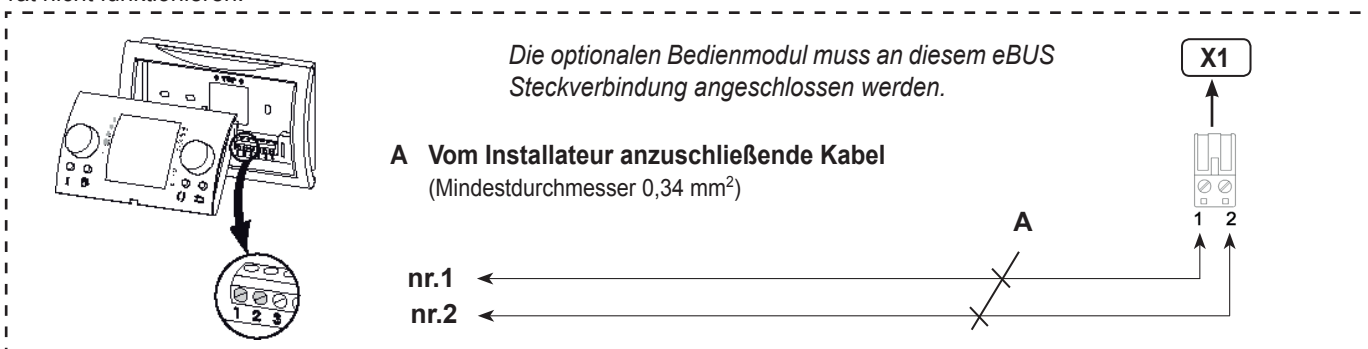 Die optionalen Bedienmodul muss an diesem eBUS
Steckverbindung angeschlossen werden.
X1
A Vom Installateur anzuschließende Kabel
(Mindestdurchmesser 0,34 mm²)
1 2
A
nr.1
nr.2
1 2 3